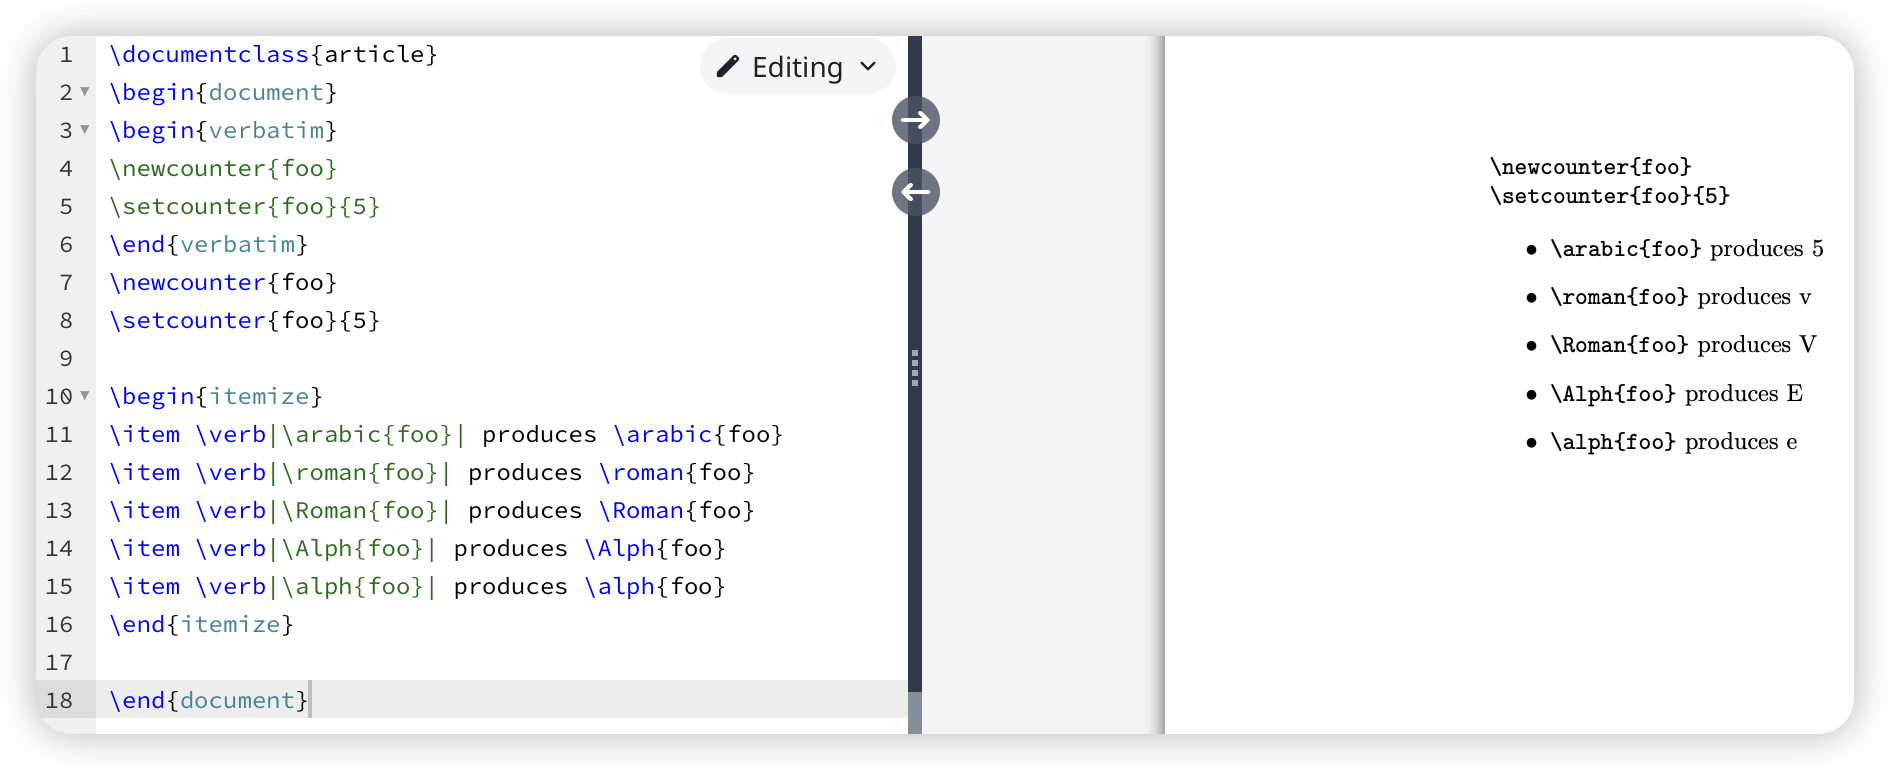 1 \documentclass{article}
Editing
2 \begin{document}
3 \begin{verbatim}
4 \newcounter{foo}
5 \setcounter{foo}{5}
6 \end{verbatim}
7 \newcounter{foo}
8 \setcounter{foo}{5}
9
10 \begin{itemize}
11 \item \verb|\arabic{foo}| produces \arabic{foo}
12 \item \verb|\roman{foo}| produces \roman{foo}
13 \item \verb|\Roman{foo}| produces \Roman{foo}
14 \item \verb|\Alph{foo}| produces \Alph{foo}
15 \item \verb|\alph{foo}| produces \alph{foo}
16 \end{itemize}
17
18 \end{document}
\newcounter{foo}
\setcounter{foo}{5}
• \arabic{foo} produces 5
• \roman{foo} produces v
• \Roman{foo} produces V
• \Alph{foo} produces E
• \alph{foo} produces e